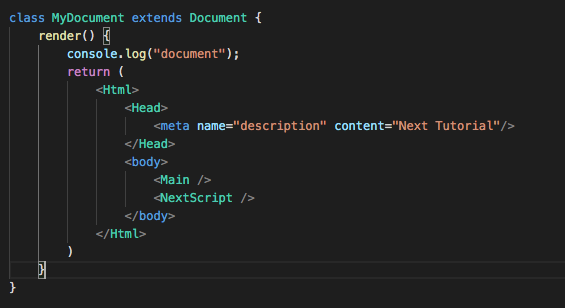 class MyDocument extends Document {
    render() {
        console.log("document");
        return (
            <Html>
                <Head>
                    <meta name="description" content="Next Tutorial"/>
                </Head>
                <body>
                    <Main />
                    <NextScript />
                </body>
            </Html>
        )
    }
}